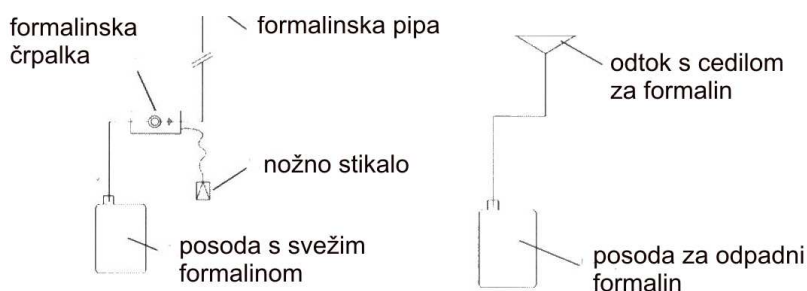 formalinska
črpalka
formalinska pipa
nožno stikalo
posoda s svežim
formalinom
odtok s cedilom
za formalin
posoda za odpadni
formalin